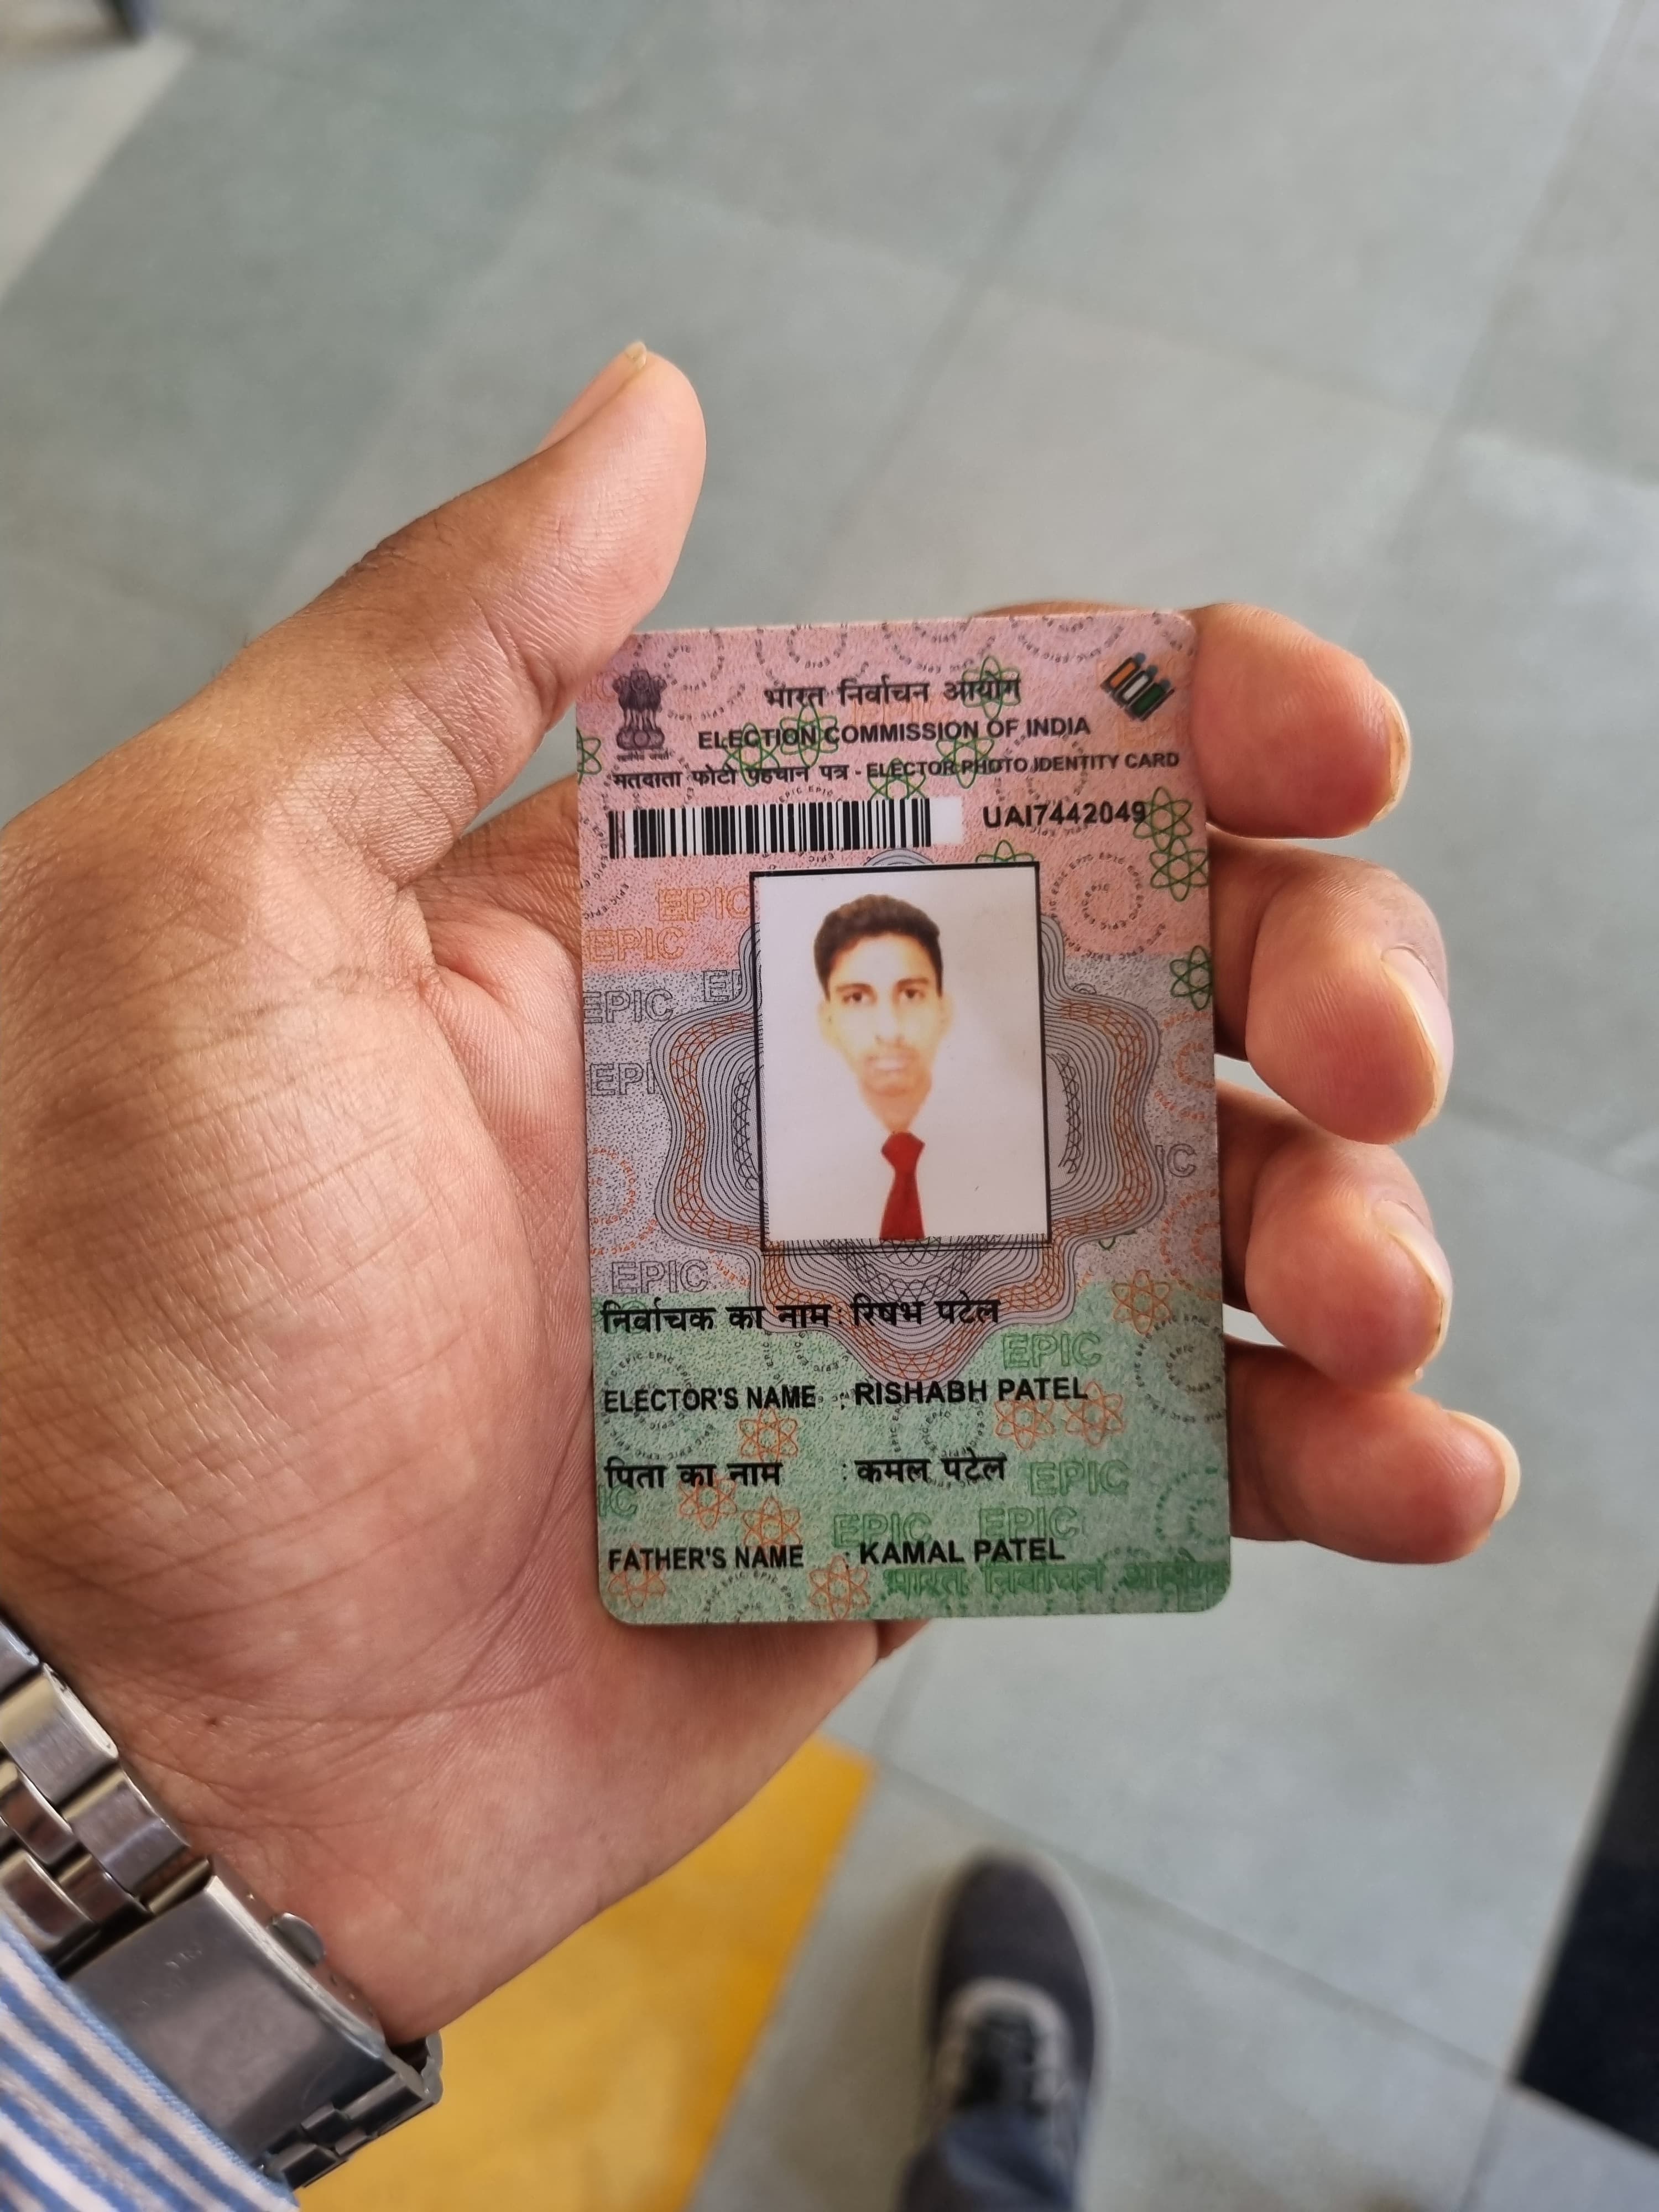 भारत निर्वाचन आयोग
ELECTION COMMISSION OF INDIA
मतदाता फोटो पहचान पत्र - ELECTOR PHOTO IDENTITY CARD
UAI7442049
EPIC
EPIC
EPIC
EPIC
निर्वाचक का नाम : रिषभ पटेल
EPIC
ELECTOR'S NAME : RISHABH PATEL
पिता का नाम : कमल पटेल
EPIC
EPIC EPIC
FATHER'S NAME : KAMAL PATEL
भारत निर्वाचन आयोग